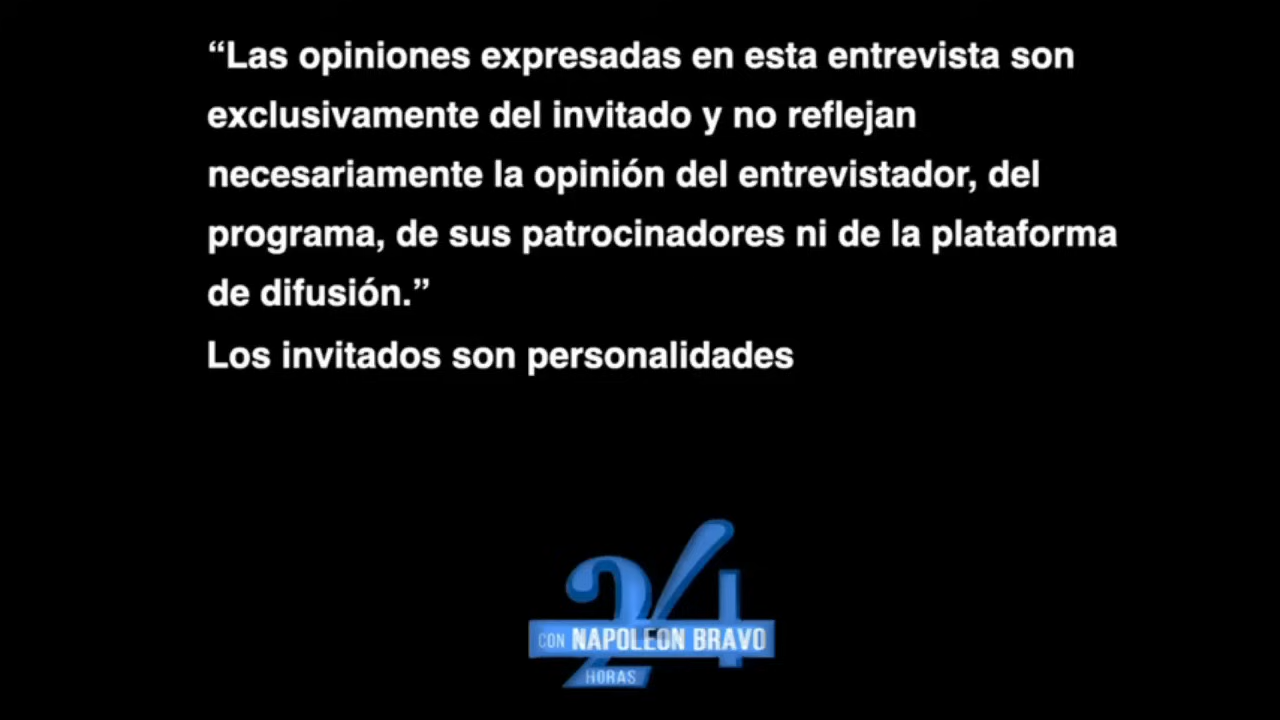 “Las opiniones expresadas en esta entrevista son
exclusivamente del invitado y no reflejan
necesariamente la opinión del entrevistador, del
programa, de sus patrocinadores ni de la plataforma
de difusión.”
Los invitados son personalidades
24
CON NAPOLEON BRAVO
HORAS